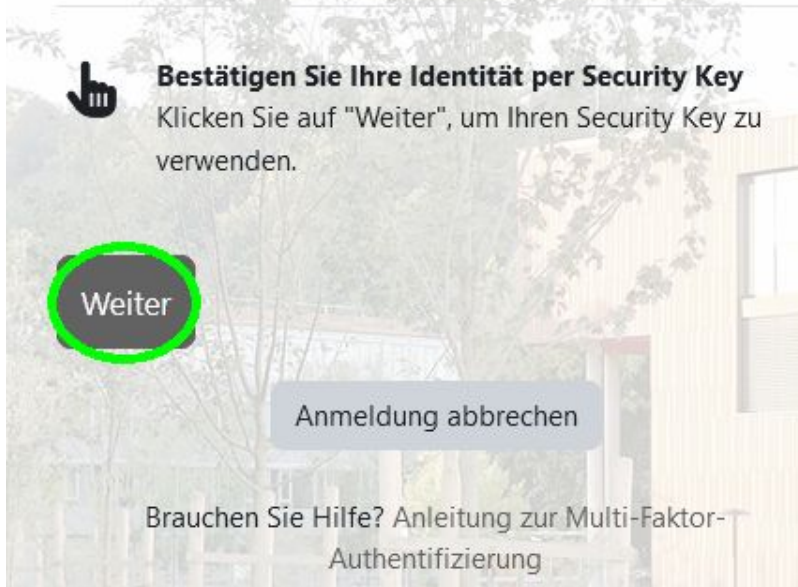 Bestätigen Sie Ihre Identität per Security Key
Klicken Sie auf "Weiter", um Ihren Security Key zu
verwenden.
Weiter
Anmeldung abbrechen
Brauchen Sie Hilfe? Anleitung zur Multi-Faktor-
Authentifizierung